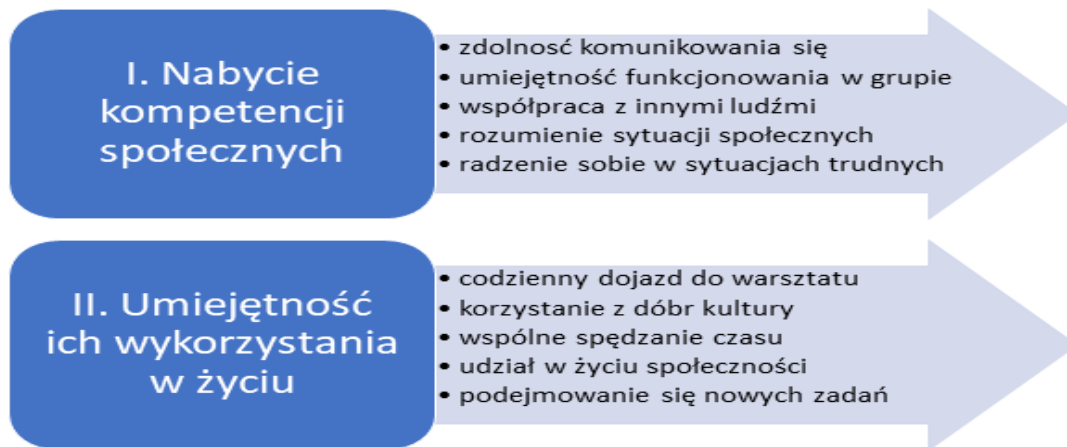 I. Nabycie
kompetencji
społecznych
• zdolnosć komunikowania się
• umiejętność funkcjonowania w grupie
• współpraca z innymi ludźmi
• rozumienie sytuacji społecznych
• radzenie sobie w sytuacjach trudnych
II. Umiejętność
ich wykorzystania
w życiu
• codzienny dojazd do warsztatu
• korzystanie z dóbr kultury
• wspólne spędzanie czasu
• udział w życiu społeczności
• podejmowanie się nowych zadań